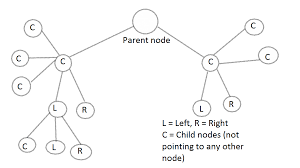 C
C
Parent node
C
C
C
C
C
L
R
L
R
C
L
R
L = Left, R = Right
C = Child nodes (not
pointing to any other
node)